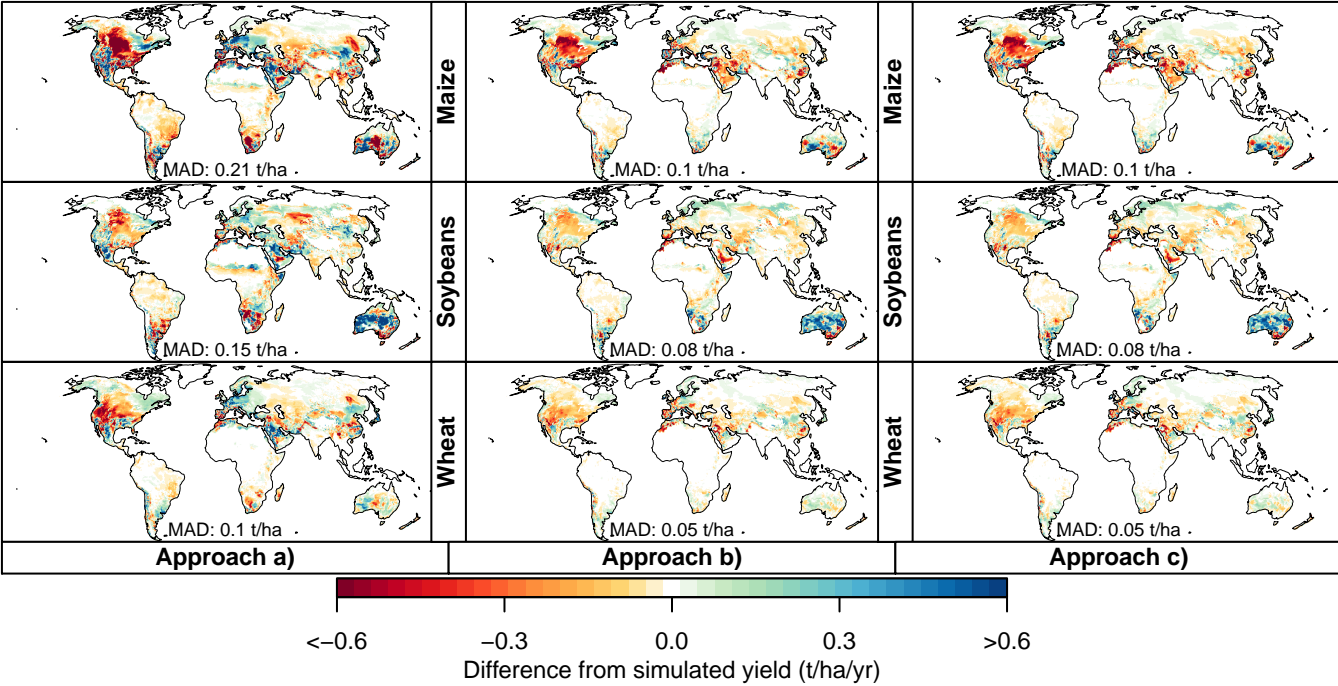 MAD: 0.21 t/ha
Maize
MAD: 0.1 t/ha
Maize
MAD: 0.1 t/ha
MAD: 0.15 t/ha
Soybeans
MAD: 0.08 t/ha
Soybeans
MAD: 0.08 t/ha
MAD: 0.1 t/ha
Wheat
MAD: 0.05 t/ha
Wheat
MAD: 0.05 t/ha
Approach a)
Approach b)
Approach c)
<−0.6 −0.3 0.0 0.3 >0.6
Difference from simulated yield (t/ha/yr)